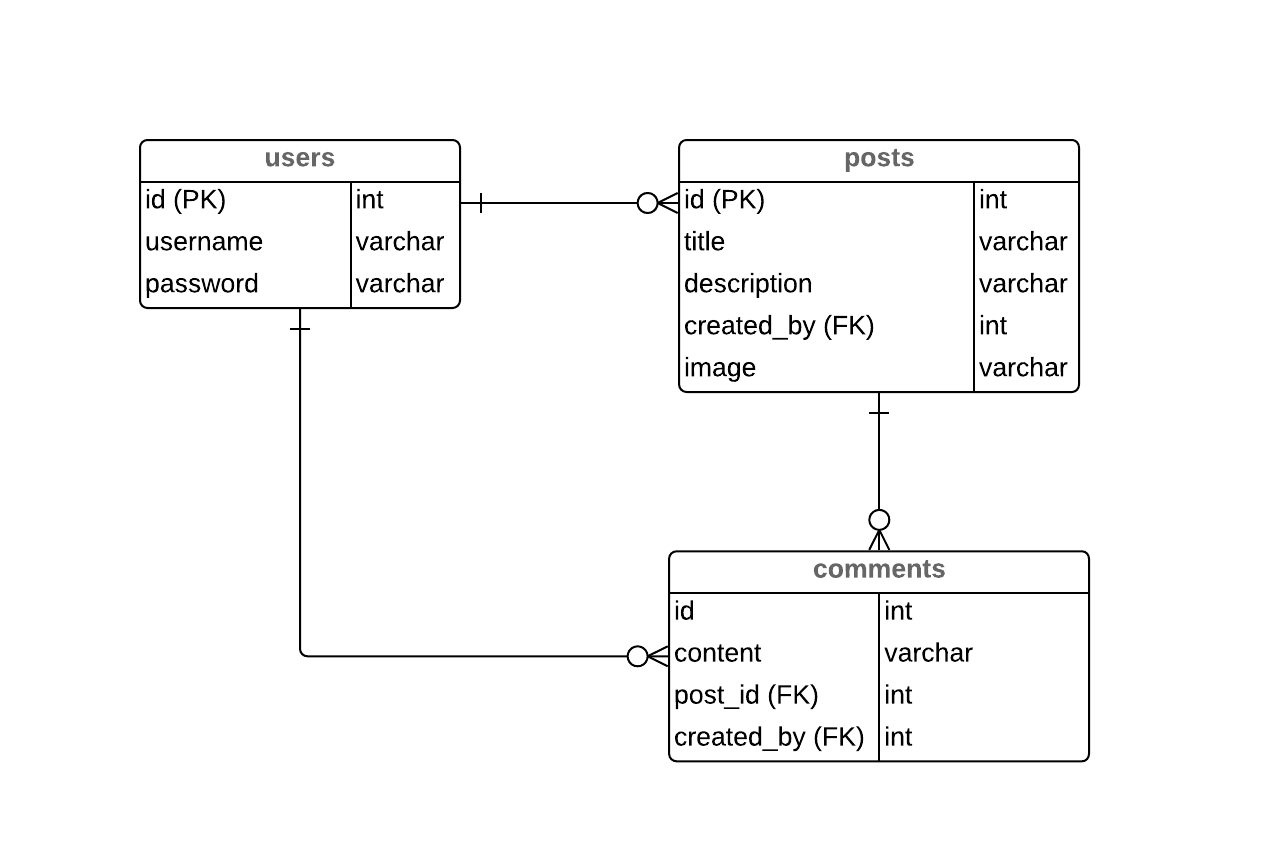 users
id (PK) int
username varchar
password varchar
posts
id (PK) int
title varchar
description varchar
created_by (FK) int
image varchar
comments
id int
content varchar
post_id (FK) int
created_by (FK) int